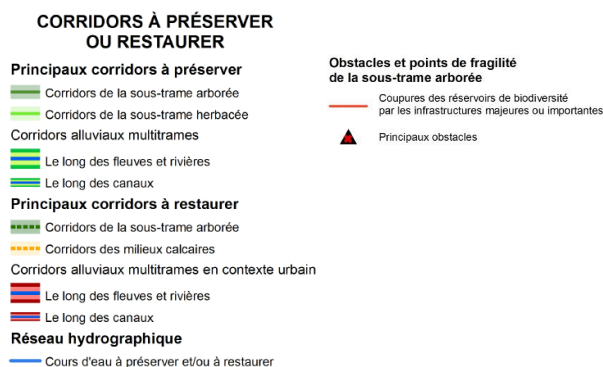 CORRIDORS À PRÉSERVER
OU RESTAURER
Principaux corridors à préserver
Corridors de la sous-trame arborée
Corridors de la sous-trame herbacée
Corridors alluviaux multitrames
Le long des fleuves et rivières
Le long des canaux
Principaux corridors à restaurer
Corridors de la sous-trame arborée
Corridors des milieux calcaires
Corridors alluviaux multitrames en contexte urbain
Le long des fleuves et rivières
Le long des canaux
Réseau hydrographique
Cours d'eau à préserver et/ou à restaurer
Obstacles et points de fragilité
de la sous-trame arborée
Coupures des réservoirs de biodiversité
par les infrastructures majeures ou importantes
Principaux obstacles